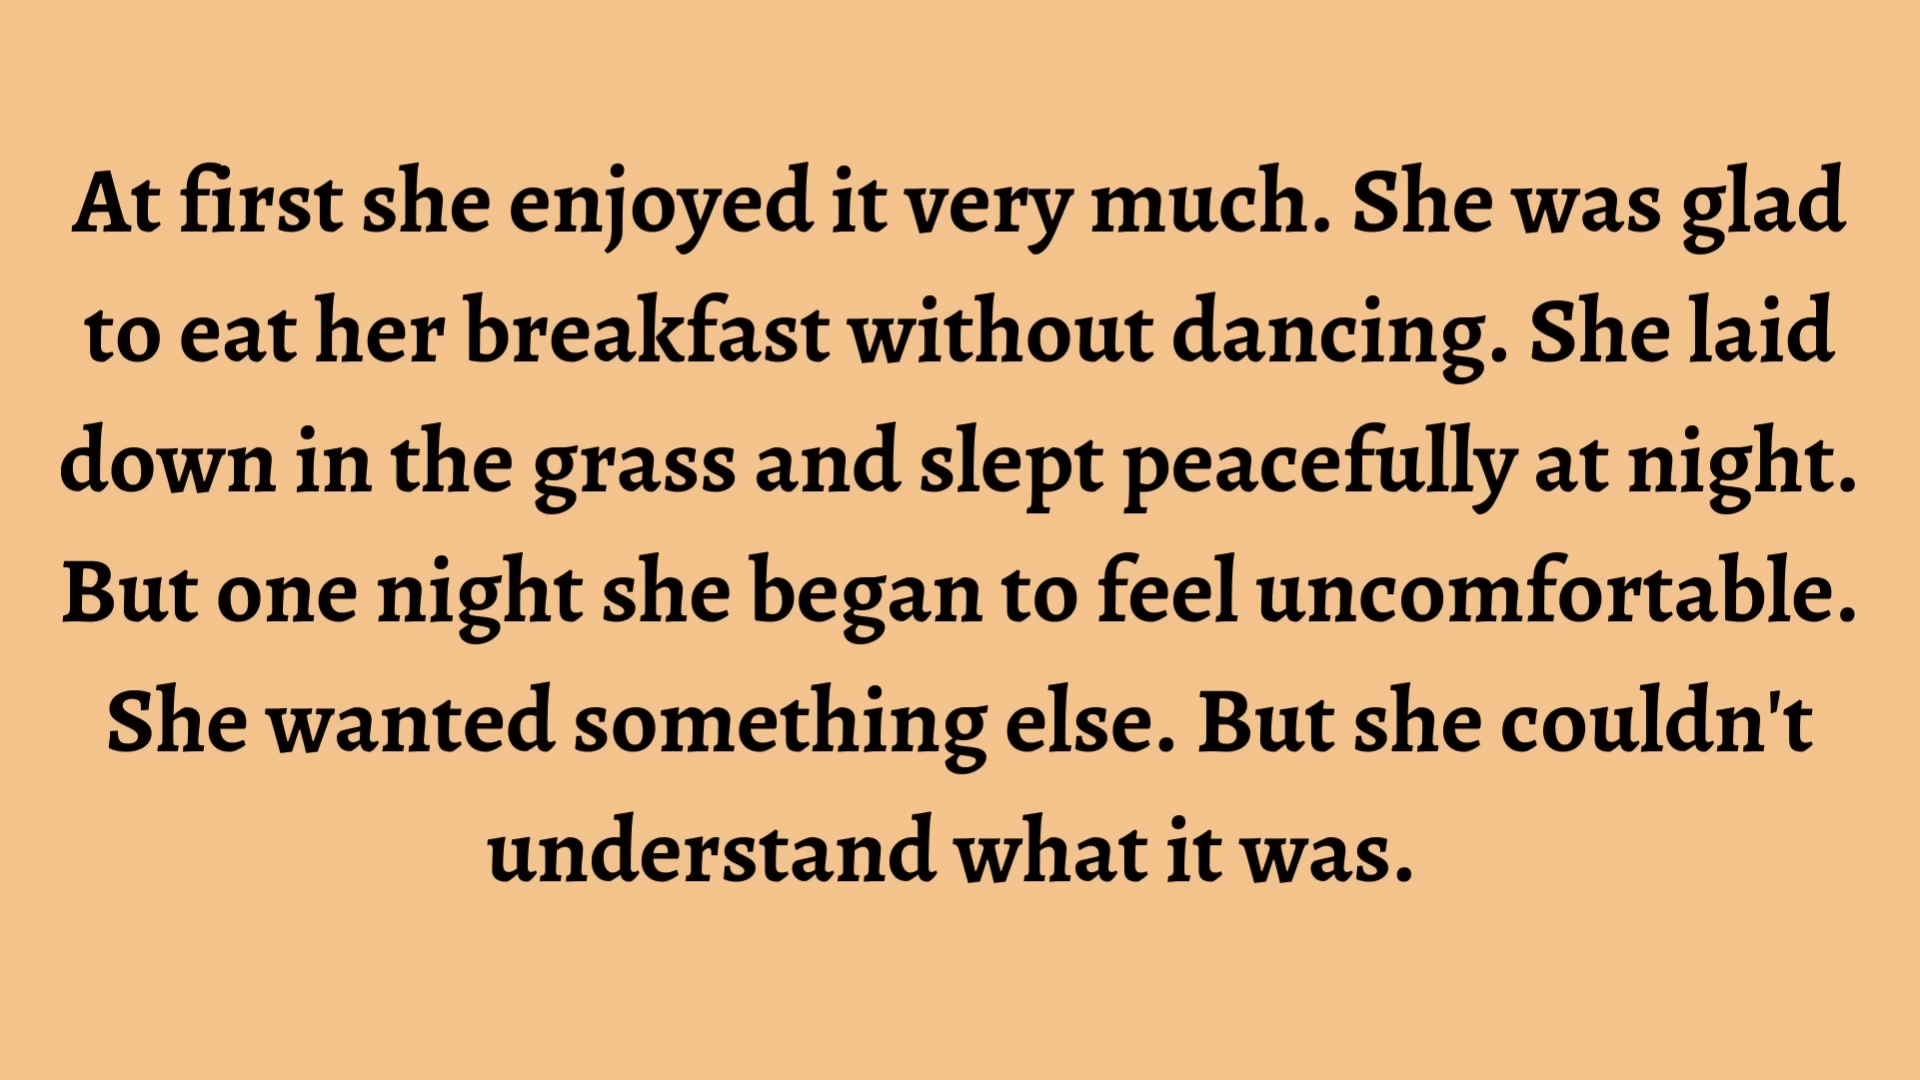 At first she enjoyed it very much. She was glad
to eat her breakfast without dancing. She laid
down in the grass and slept peacefully at night.
But one night she began to feel uncomfortable.
She wanted something else. But she couldn't
understand what it was.